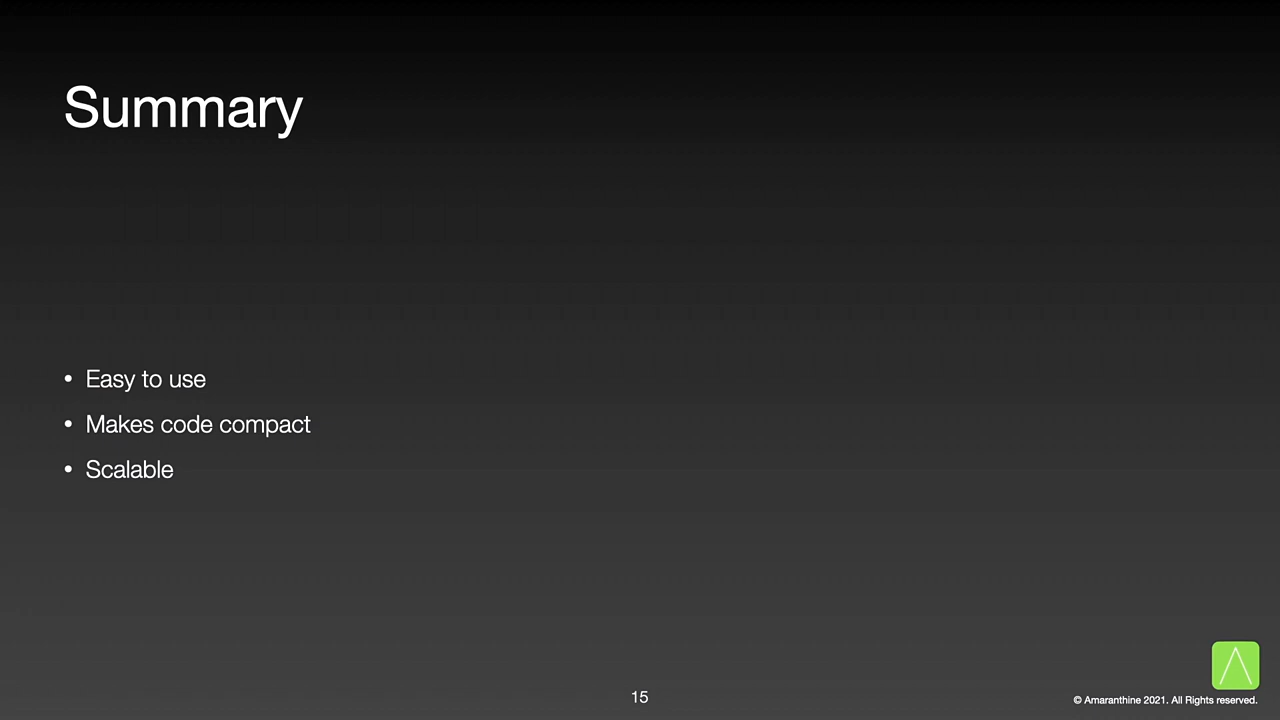 Summary
• Easy to use
• Makes code compact
• Scalable
15
© Amaranthine 2021. All Rights reserved.